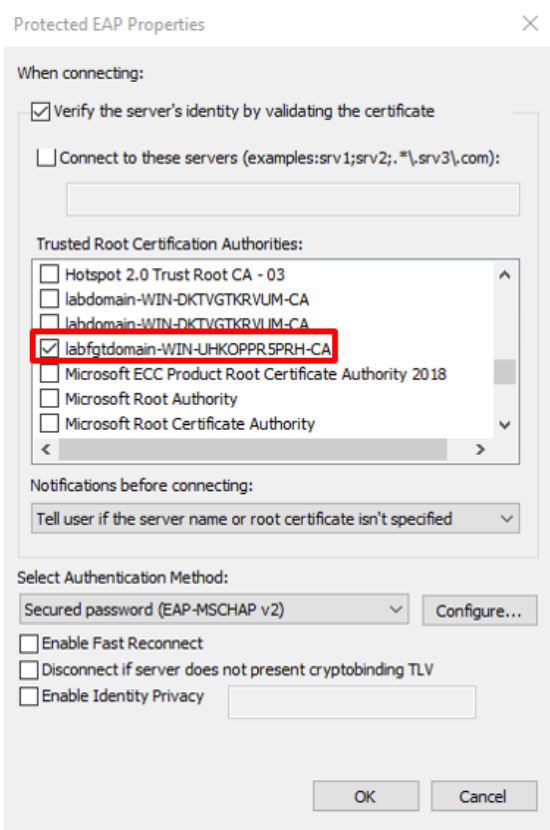 Protected EAP Properties
When connecting:
Verify the server's identity by validating the certificate
Connect to these servers (examples:srv1;srv2;.*\.srv3\.com):
Trusted Root Certification Authorities:
Hotspot 2.0 Trust Root CA - 03
labdomain-WIN-DKTVGTKRVUM-CA
labdomain-WIN-DKTVGTKRVUM-CA
labfgtdomain-WIN-UHKOPPR5PRH-CA
Microsoft ECC Product Root Certificate Authority 2018
Microsoft Root Authority
Microsoft Root Certificate Authority
Notifications before connecting:
Tell user if the server name or root certificate isn't specified
Select Authentication Method:
Secured password (EAP-MSCHAP v2)
Configure...
Enable Fast Reconnect
Disconnect if server does not present cryptobinding TLV
Enable Identity Privacy
OK
Cancel